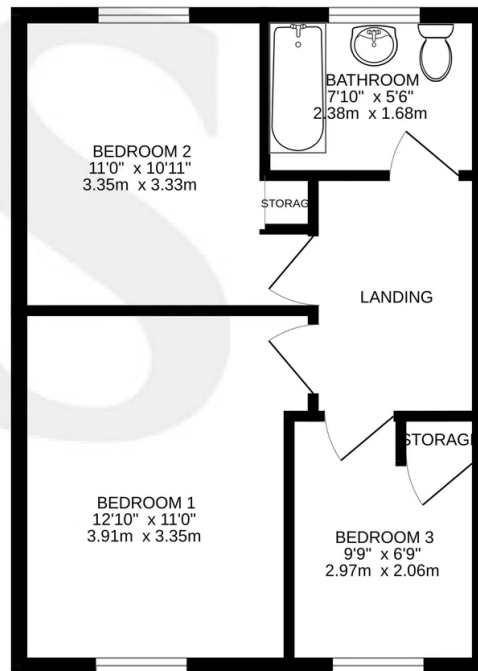 BATHROOM
7'10" x 5'6"
2.38m x 1.68m
BEDROOM 2
11'0" x 10'11"
3.35m x 3.33m
STORAG
LANDING
STORAGE
BEDROOM 1
12'10" x 11'0"
3.91m x 3.35m
BEDROOM 3
9'9" x 6'9"
2.97m x 2.06m